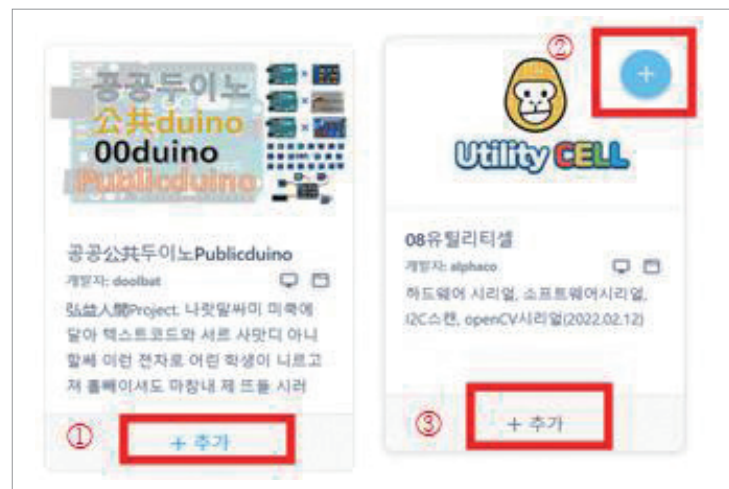 공공두이노
公共duino
00duino
Publicduino
공공公共두이노Publicduino
개발자: doolbat
弘益人間Project. 나랏말싸미 미쿡에
달아 텍스트코드와 서르 사맛디 아니
할쎄 이런 전차로 어린 학생이 니르고
져 홀빼이셔도 마참내 제 뜨들 시러
① + 추가
② +
Utility CELL
08유틸리티셀
개발자: alphaco
하드웨어 시리얼, 소프트웨어시리얼,
I2C스캔, openCV시리얼(2022.02.12)
③ + 추가